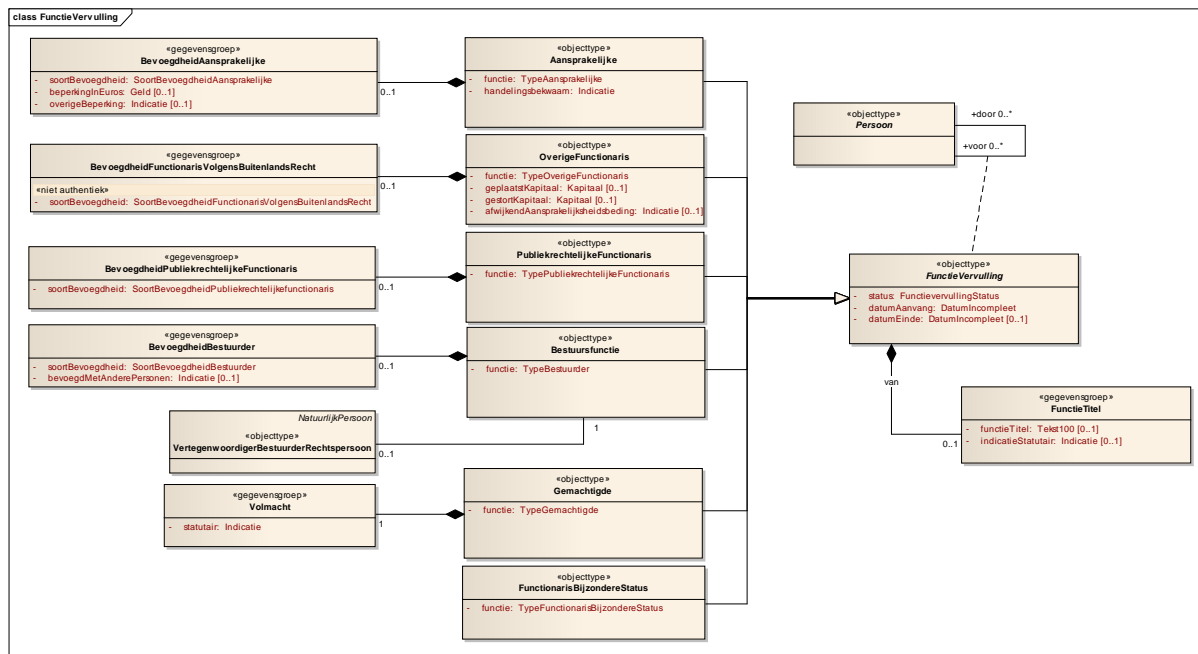 class FunctieVervulling
«gegevensgroep»
BevoegdheidAansprakelijke
- soortBevoegdheid: SoortBevoegdheidAansprakelijke
- beperkingInEuros: Geld [0..1]
- overigeBeperking: Indicatie [0..1]
0..1
«objecttype»
Aansprakelijke
- functie: TypeAansprakelijke
- handelingsbekwaam: Indicatie
«objecttype»
Persoon
+door 0..*
+voor 0..*
«gegevensgroep»
BevoegdheidFunctionarisVolgensBuitenlandsRecht
«niet authentiek»
- soortBevoegdheid: SoortBevoegdheidFunctionarisVolgensBuitenlandsRecht
1
«objecttype»
OverigeFunctionaris
- functie: TypeOverigeFunctionaris
- geplaatstKapitaal: Kapitaal [0..1]
- gestortKapitaal: Kapitaal [0..1]
- afwijkendAansprakelijksheidsbeding: Indicatie [0..1]
«gegevensgroep»
BevoegdheidPubliekrechtelijkeFunctionaris
- soortBevoegdheid: SoortBevoegdheidPubliekrechtelijkefunctionaris
0..1
«objecttype»
PubliekrechtelijkeFunctionaris
- functie: TypePubliekrechtelijkeFunctionaris
«objecttype»
FunctieVervulling
- status: FunctievervullingStatus
- datumAanvang: DatumIncompleet
- datumEinde: DatumIncompleet [0..1]
«gegevensgroep»
BevoegdheidBestuurder
- soortBevoegdheid: SoortBevoegdheidBestuurder
- bevoegdMetAnderePersonen: Indicatie [0..1]
0..1
«objecttype»
Bestuursfunctie
- functie: TypeBestuurder
1
van
0..1
«gegevensgroep»
FunctieTitel
- functieTitel: Tekst100 [0..1]
- indicatieStatutair: Indicatie [0..1]
NatuurlijkPersoon
«objecttype»
VertegenwoordigerBestuurderRechtspersoon
0..1
«gegevensgroep»
Volmacht
- statutair: Indicatie
1
«objecttype»
Gemachtigde
- functie: TypeGemachtigde
«objecttype»
FunctionarisBijzondereStatus
- functie: TypeFunctionarisBijzondereStatus